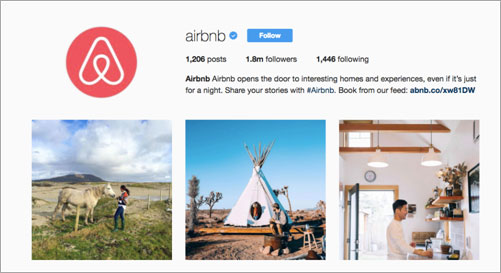 airbnb Follow
1,206 posts 1.8m followers 1,446 following
Airbnb Airbnb opens the door to interesting homes and experiences, even if it's just
for a night. Share your stories with #Airbnb. Book from our feed: abnb.co/xw81DW